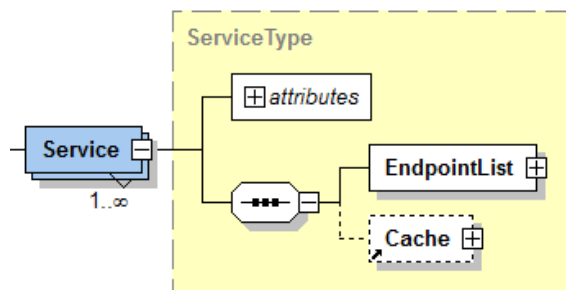 ServiceType
attributes
Service
1..∞
EndpointList
Cache